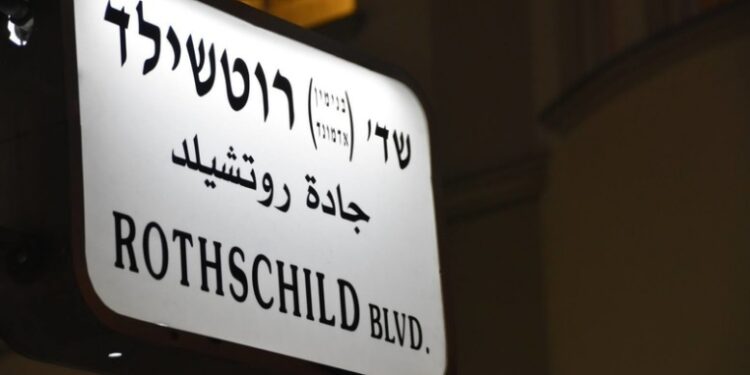 שד' (בנימין אדמונד) רוטשילד
جادة روتشيلد
ROTHSCHILD BLVD.